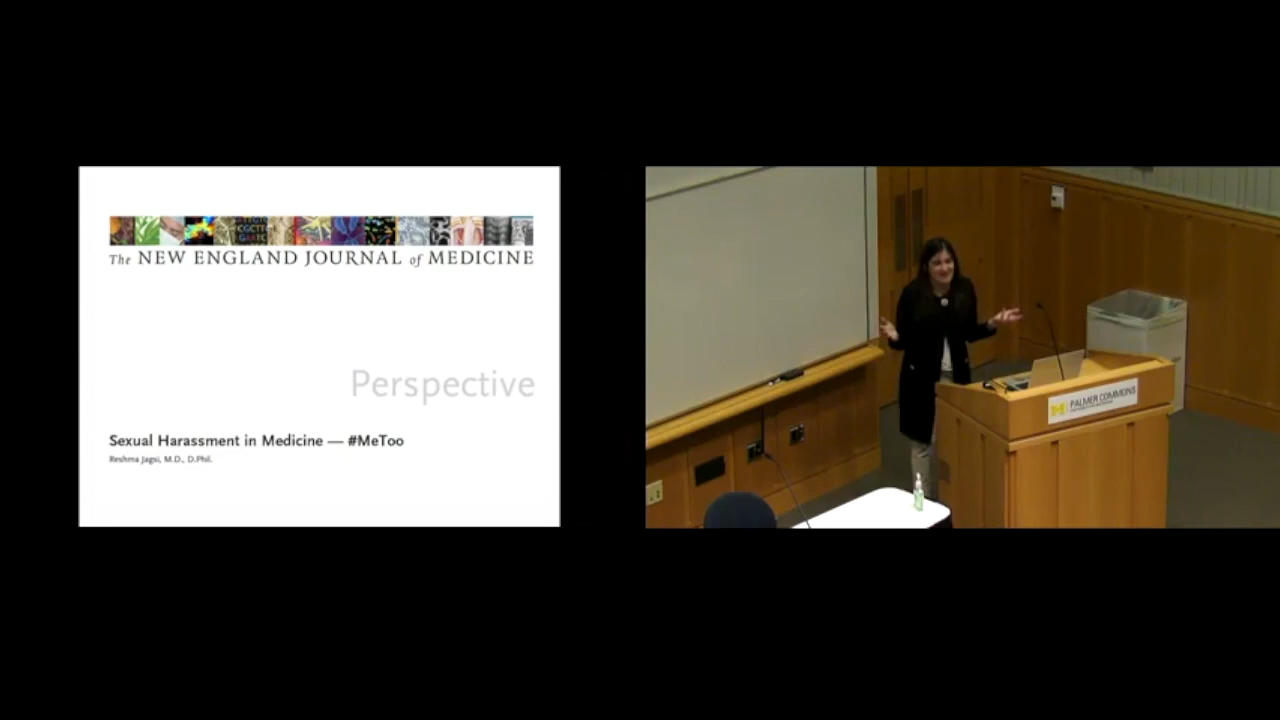 The NEW ENGLAND JOURNAL of MEDICINE
Perspective
Sexual Harassment in Medicine — #MeToo
Reshma Jagsi, M.D., D.Phil.
PALMER COMMONS